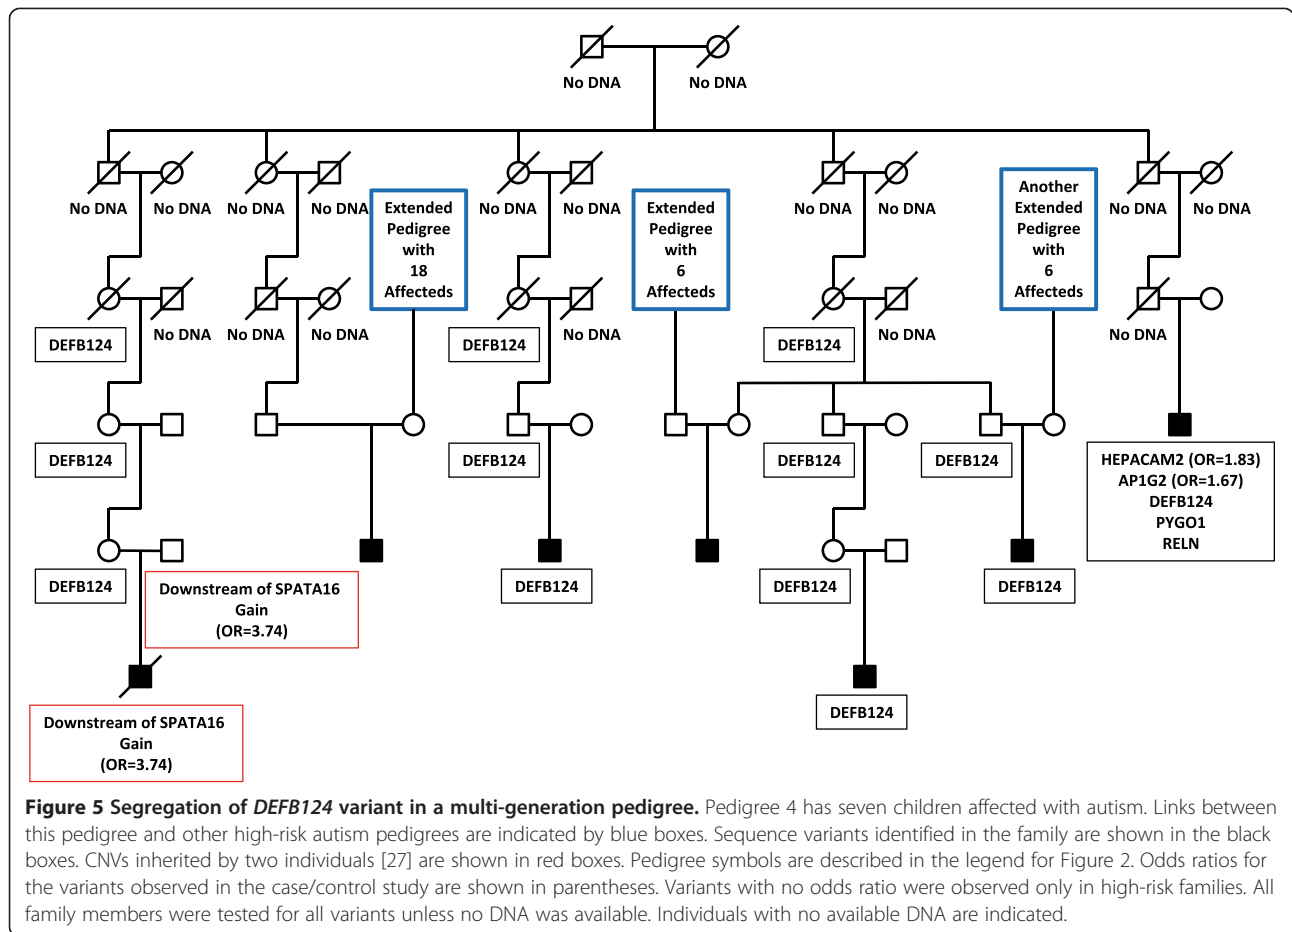 No DNA
No DNA
No DNA
No DNA
No DNA
No DNA
No DNA
No DNA
No DNA
No DNA
No DNA
No DNA
Extended
Pedigree
with
18
Affecteds
Extended
Pedigree
with
6
Affecteds
Another
Extended
Pedigree
with
6
Affecteds
DEFB124
No DNA
No DNA
No DNA
DEFB124
No DNA
DEFB124
No DNA
No DNA
DEFB124
DEFB124
DEFB124
DEFB124
HEPACAM2 (OR=1.83)
AP1G2 (OR=1.67)
DEFB124
PYGO1
RELN
DEFB124
Downstream of SPATA16
Gain
(OR=3.74)
DEFB124
DEFB124
DEFB124
Downstream of SPATA16
Gain
(OR=3.74)
DEFB124
Figure 5 Segregation of DEFB124 variant in a multi-generation pedigree. Pedigree 4 has seven children affected with autism. Links between
this pedigree and other high-risk autism pedigrees are indicated by blue boxes. Sequence variants identified in the family are shown in the black
boxes. CNVs inherited by two individuals [27] are shown in red boxes. Pedigree symbols are described in the legend for Figure 2. Odds ratios for
the variants observed in the case/control study are shown in parentheses. Variants with no odds ratio were observed only in high-risk families. All
family members were tested for all variants unless no DNA was available. Individuals with no available DNA are indicated.